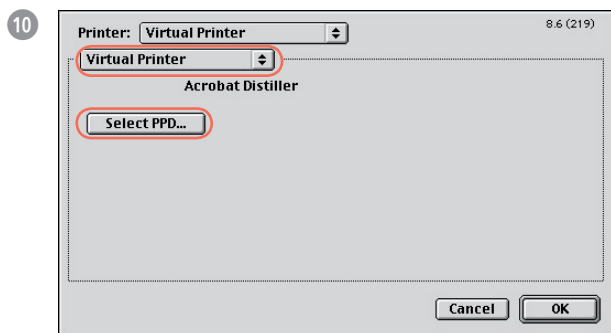 10
Printer: Virtual Printer 8.6 (219)
Virtual Printer
Acrobat Distiller
Select PPD...
Cancel OK